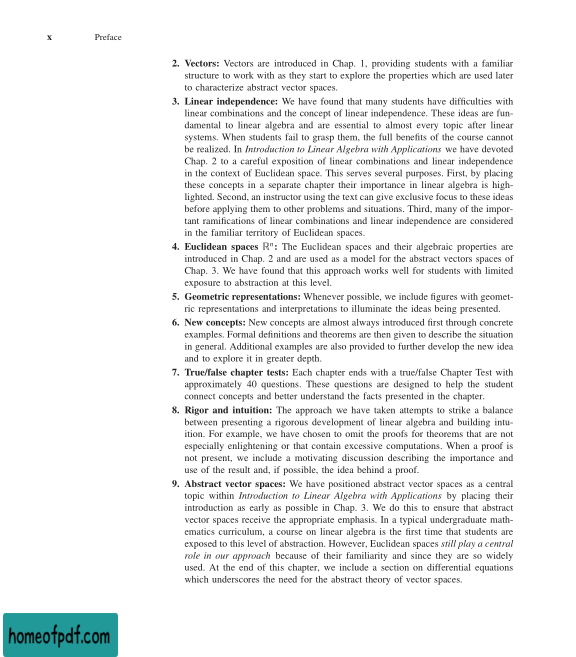 x Preface
2. Vectors: Vectors are introduced in Chap. 1, providing students with a familiar
structure to work with as they start to explore the properties which are used later
to characterize abstract vector spaces.
3. Linear independence: We have found that many students have difficulties with
linear combinations and the concept of linear independence. These ideas are fun-
damental to linear algebra and are essential to almost every topic after linear
systems. When students fail to grasp them, the full benefits of the course cannot
be realized. In Introduction to Linear Algebra with Applications we have devoted
Chap. 2 to a careful exposition of linear combinations and linear independence
in the context of Euclidean space. This serves several purposes. First, by placing
these concepts in a separate chapter their importance in linear algebra is high-
lighted. Second, an instructor using the text can give exclusive focus to these ideas
before applying them to other problems and situations. Third, many of the impor-
tant ramifications of linear combinations and linear independence are considered
in the familiar territory of Euclidean spaces.
4. Euclidean spaces ℝⁿ: The Euclidean spaces and their algebraic properties are
introduced in Chap. 2 and are used as a model for the abstract vectors spaces of
Chap. 3. We have found that this approach works well for students with limited
exposure to abstraction at this level.
5. Geometric representations: Whenever possible, we include figures with geomet-
ric representations and interpretations to illuminate the ideas being presented.
6. New concepts: New concepts are almost always introduced first through concrete
examples. Formal definitions and theorems are then given to describe the situation
in general. Additional examples are also provided to further develop the new idea
and to explore it in greater depth.
7. True/false chapter tests: Each chapter ends with a true/false Chapter Test with
approximately 40 questions. These questions are designed to help the student
connect concepts and better understand the facts presented in the chapter.
8. Rigor and intuition: The approach we have taken attempts to strike a balance
between presenting a rigorous development of linear algebra and building intu-
ition. For example, we have chosen to omit the proofs for theorems that are not
especially enlightening or that contain excessive computations. When a proof is
not present, we include a motivating discussion describing the importance and
use of the result and, if possible, the idea behind a proof.
9. Abstract vector spaces: We have positioned abstract vector spaces as a central
topic within Introduction to Linear Algebra with Applications by placing their
introduction as early as possible in Chap. 3. We do this to ensure that abstract
vector spaces receive the appropriate emphasis. In a typical undergraduate math-
ematics curriculum, a course on linear algebra is the first time that students are
exposed to this level of abstraction. However, Euclidean spaces still play a central
role in our approach because of their familiarity and since they are so widely
used. At the end of this chapter, we include a section on differential equations
which underscores the need for the abstract theory of vector spaces.
homeofpdf.com